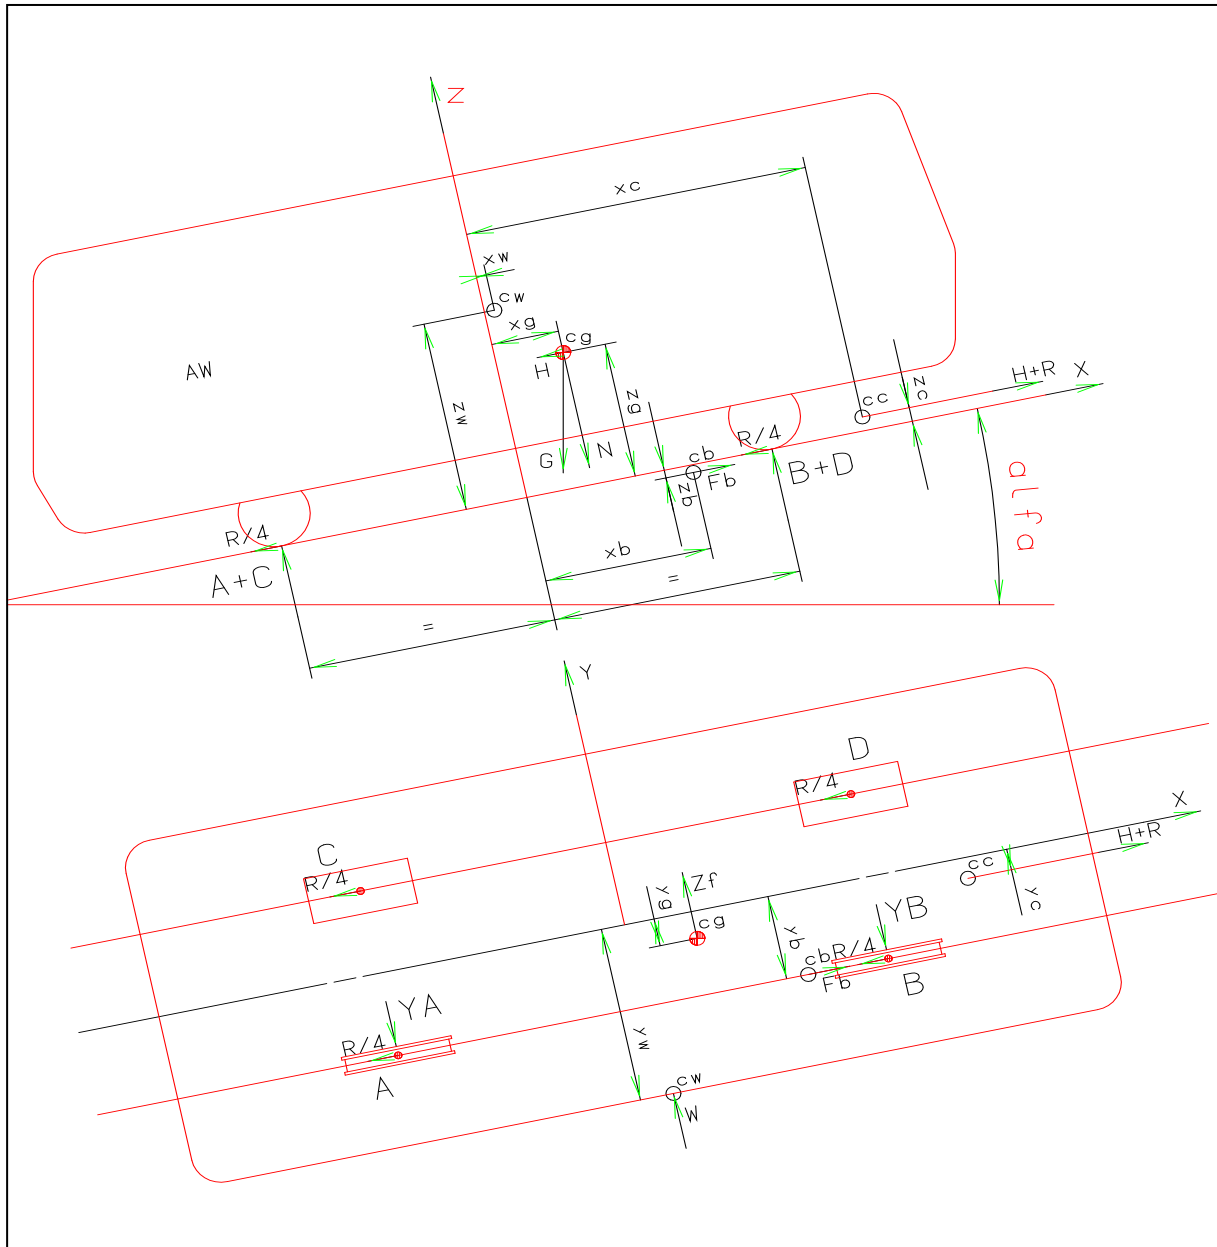 Z
xc
xw
cw
xg
cg
AW
H
H+R
X
zc
cc
zw
zg
R/4
G
N
cb
Fb
zb
B+D
alfa
R/4
xb
A+C
=
=
Y
D
R/4
X
H+R
C
R/4
cc
yc
yg
Zf
cg
YB
yb
cb
R/4
Fb
B
YA
R/4
yw
A
cw
W